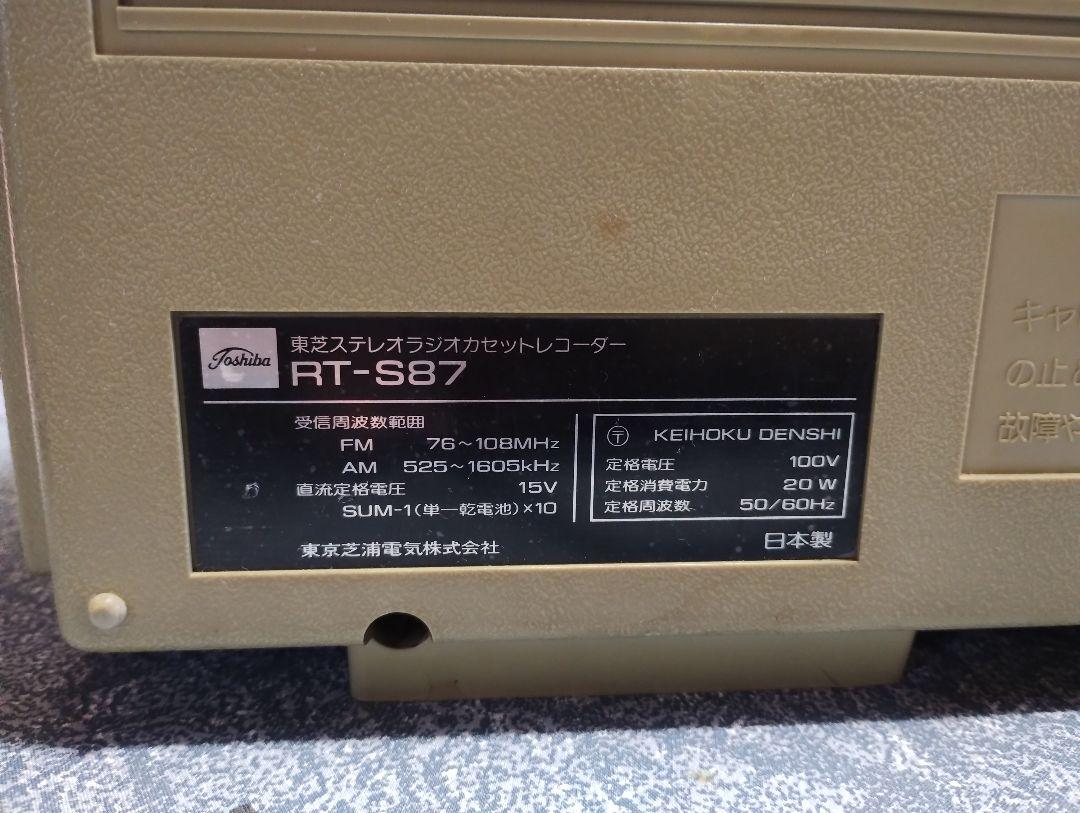 Toshiba
東芝ステレオラジオカセットレコーダー
RT-S87
受信周波数範囲
FM 76~108MHz
AM 525~1605kHz
直流定格電圧 15V
SUM-1(単一乾電池)×10
東京芝浦電気株式会社
〒 KEIHOKU DENSHI
定格電圧 100V
定格消費電力 20 W
定格周波数 50/60Hz
日本製
キャ
の止
故障や